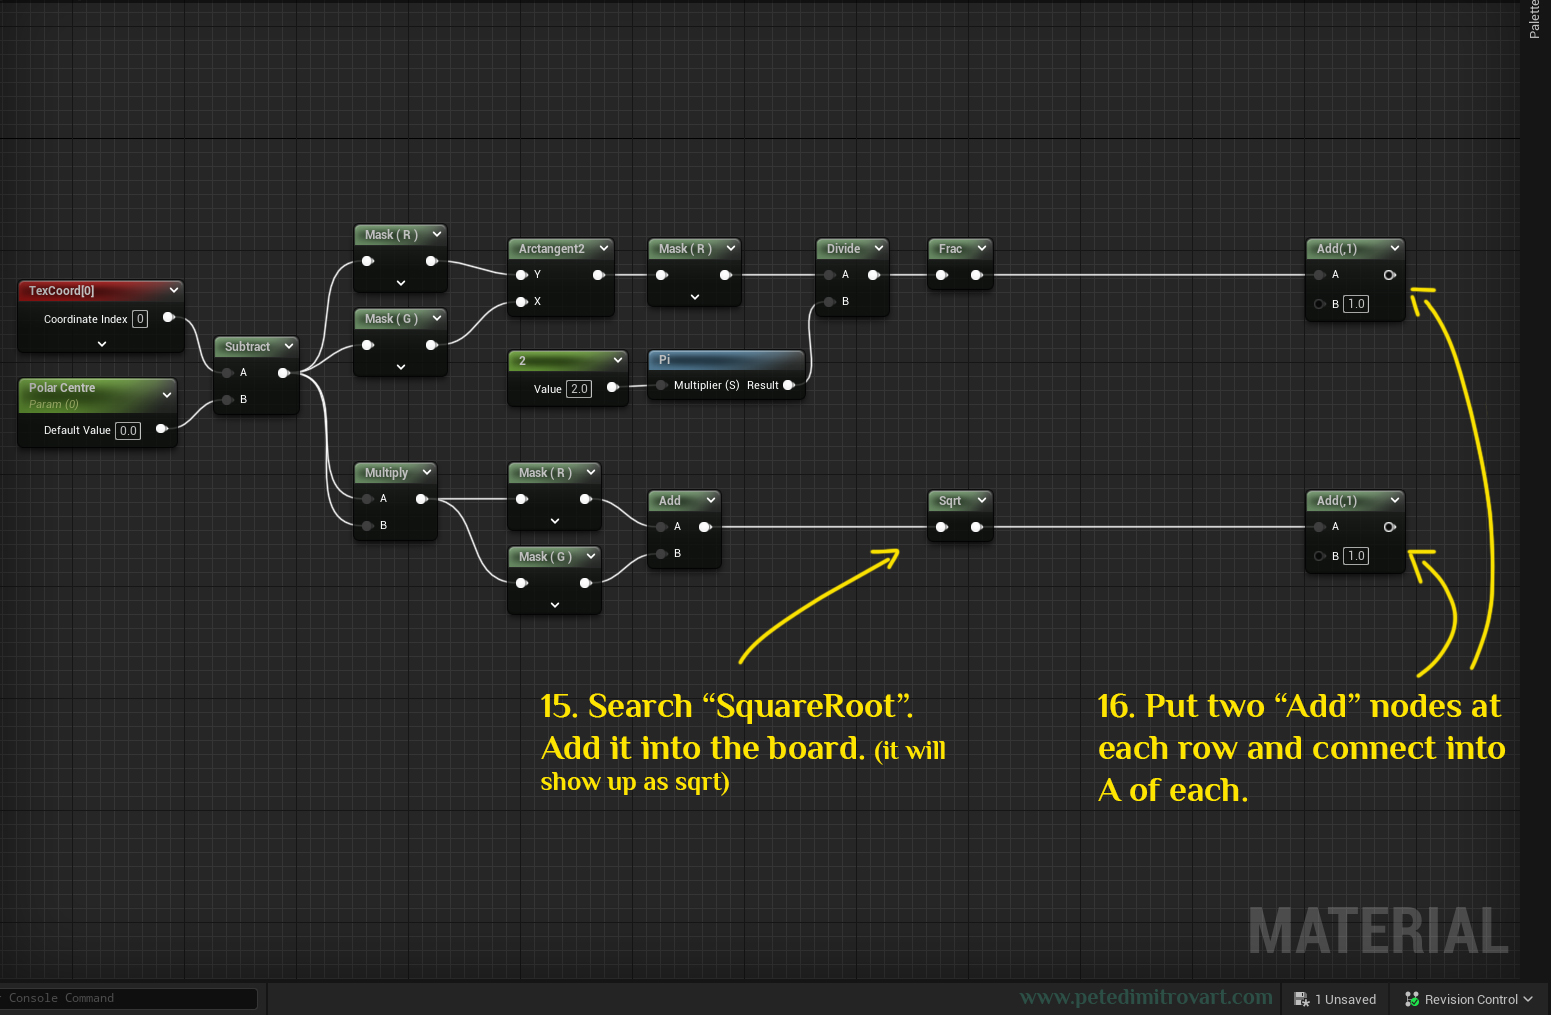 Palette
Mask ( R )
Arctangent2
Y
X
Mask ( R )
Divide
A
B
Frac
Add(,1)
A
B 1.0
TexCoord[0]
Coordinate Index 0
Mask ( G )
Subtract
A
B
2
Value 2.0
Pi
Multiplier (S) Result
Polar Centre
Param (0)
Default Value 0.0
Multiply
A
B
Mask ( R )
Mask ( G )
Add
A
B
Sqrt
Add(,1)
A
B 1.0
15. Search “SquareRoot”.
Add it into the board. (it will
show up as sqrt)
16. Put two “Add” nodes at
each row and connect into
A of each.
MATERIAL
Console Command
www.petedimitrovart.com
1 Unsaved
Revision Control